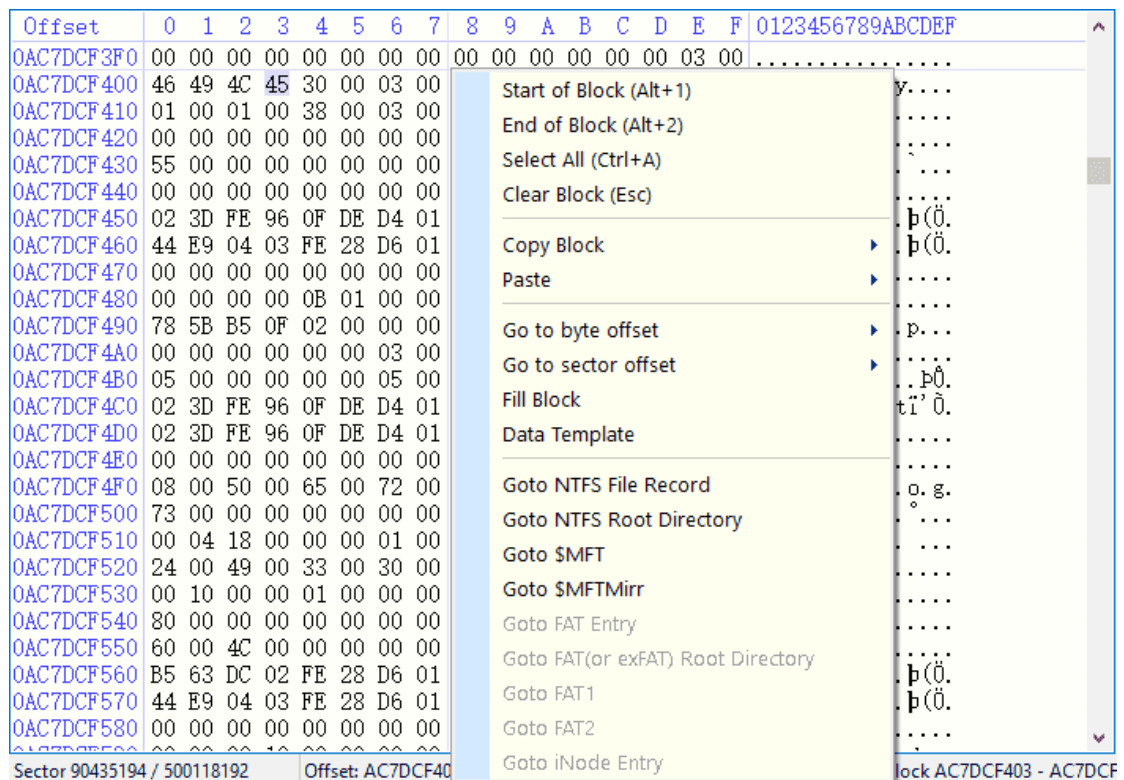 Offset 0 1 2 3 4 5 6 7 8 9 A B C D E F 0123456789ABCDEF
0AC7DCF3F0 00 00 00 00 00 00 00 00 00 00 00 00 00 00 03 00 ................
0AC7DCF400 46 49 4C 45 30 00 03 00 y....
0AC7DCF410 01 00 01 00 38 00 03 00 .....
0AC7DCF420 00 00 00 00 00 00 00 00 .....
0AC7DCF430 55 00 00 00 00 00 00 00 ...
0AC7DCF440 00 00 00 00 00 00 00 00 .....
0AC7DCF450 02 3D FE 96 0F DE D4 01 .þ(Ö.
0AC7DCF460 44 E9 04 03 FE 28 D6 01 .þ(Ö.
0AC7DCF470 00 00 00 00 00 00 00 00 .....
0AC7DCF480 00 00 00 00 0B 01 00 00 .....
0AC7DCF490 78 5B B5 0F 02 00 00 00 .p...
0AC7DCF4A0 00 00 00 00 00 00 03 00 .....
0AC7DCF4B0 05 00 00 00 00 00 05 00 ..ÞÔ.
0AC7DCF4C0 02 3D FE 96 0F DE D4 01 tï'Õ.
0AC7DCF4D0 02 3D FE 96 0F DE D4 01 .....
0AC7DCF4E0 00 00 00 00 00 00 00 00 .....
0AC7DCF4F0 08 00 50 00 65 00 72 00 .o.g.
0AC7DCF500 73 00 00 00 00 00 00 00 ...
0AC7DCF510 00 04 18 00 00 00 01 00 . ...
0AC7DCF520 24 00 49 00 33 00 30 00 .....
0AC7DCF530 00 10 00 00 01 00 00 00 .....
0AC7DCF540 80 00 00 00 00 00 00 00 .....
0AC7DCF550 60 00 4C 00 00 00 00 00 .....
0AC7DCF560 B5 63 DC 02 FE 28 D6 01 .þ(Ö.
0AC7DCF570 44 E9 04 03 FE 28 D6 01 .þ(Ö.
0AC7DCF580 00 00 00 00 00 00 00 00 .....
Start of Block (Alt+1)
End of Block (Alt+2)
Select All (Ctrl+A)
Clear Block (Esc)
Copy Block
Paste
Go to byte offset
Go to sector offset
Fill Block
Data Template
Goto NTFS File Record
Goto NTFS Root Directory
Goto $MFT
Goto $MFTMirr
Goto FAT Entry
Goto FAT(or exFAT) Root Directory
Goto FAT1
Goto FAT2
Goto iNode Entry
Sector 90435194 / 500118192 Offset: AC7DCF40 lock AC7DCF403 - AC7DCF